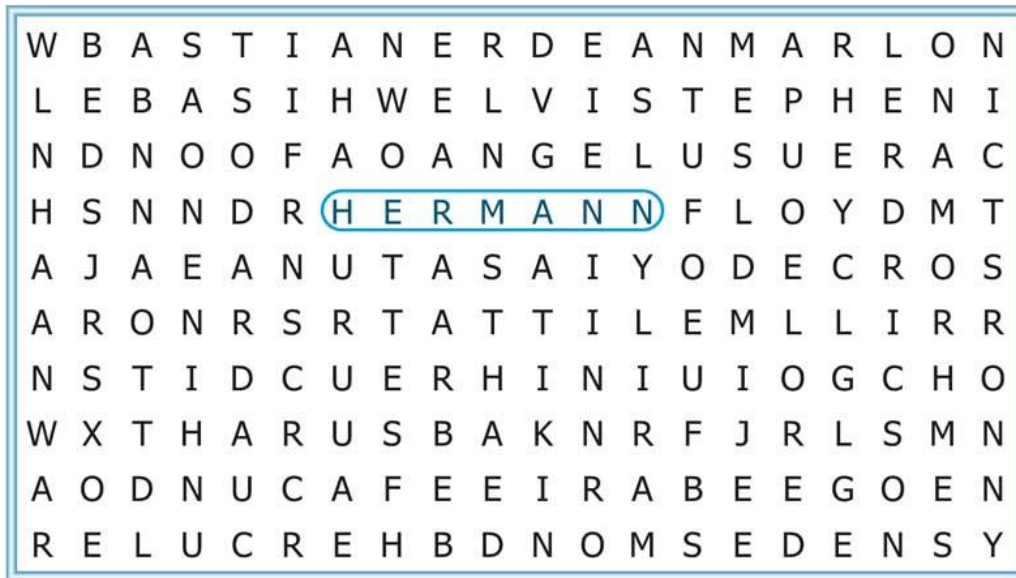 W B A S T I A N E R D E A N M A R L O N
L E B A S I H W E L V I S T E P H E N I
N D N O O F A O A N G E L U S U E R A C
H S N N D R H E R M A N N F L O Y D M T
A J A E A N U T A S A I Y O D E C R O S
A R O N R S R T A T T I L E M L L I R R
N S T I D C U E R H I N I U I O G C H O
W X T H A R U S B A K N R F J R L S M N
A O D N U C A F E E I R A B E E G O E N
R E L U C R E H B D N O M S E D E N S Y